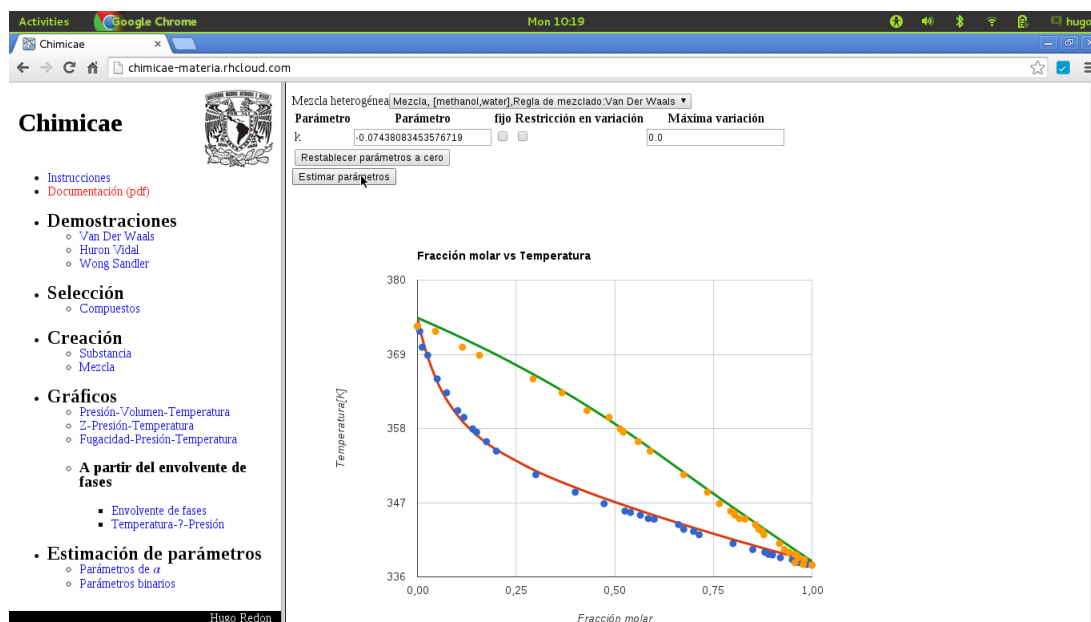 Activities
Google Chrome
Mon 10:19
hugo
Chimicae
chimicae-materia.rhcloud.com
Chimicae
Instrucciones
Documentación (pdf)
Demostraciones
Van Der Waals
Huron Vidal
Wong Sandler
Selección
Compuestos
Creación
Substancia
Mezcla
Gráficos
Presión-Volumen-Temperatura
Z-Presión-Temperatura
Fugacidad-Presión-Temperatura
A partir del envolvente de
fases
Envolvente de fases
Temperatura-?-Presión
Estimación de parámetros
Parámetros de α
Parámetros binarios
Hugo Redon
Mezcla heterogénea Mezcla, [methanol,water],Regla de mezclado:Van Der Waals
Parámetro Parámetro fijo Restricción en variación Máxima variación
k -0.07438083453576719 0.0
Restablecer parámetros a cero
Estimar parámetros
Fracción molar vs Temperatura
380
369
358
347
336
Temperatura[K]
0,00 0,25 0,50 0,75 1,00
Fracción molar